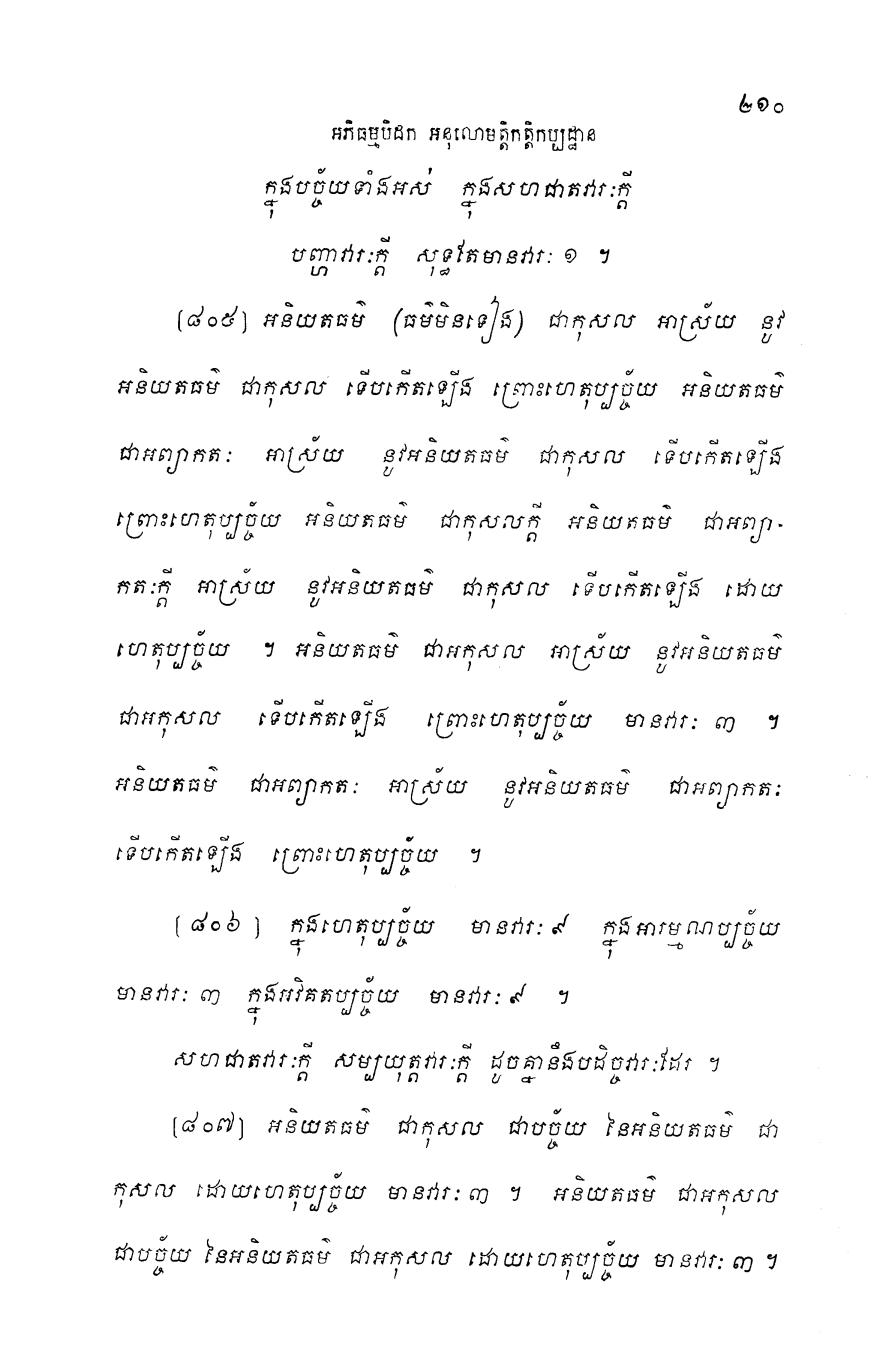 ២១០
អភិធម្មបិដក អនុលោមត្តិកត្តិកប្បដ្ឋាន
ក្នុងបច្ច័យទាំងអស់ ក្នុងសហជាតវារៈក្តី
បញ្ហាវារៈក្តី សុទ្ធតែមានវារៈ ១ ។
[៨០៥] អនិយតធម៌ (ធម៌មិនទៀង) ជាកុសល អាស្រ័យ នូវ
អនិយតធម៌ ជាកុសល ទើបកើតឡើង ព្រោះហេតុប្បច្ច័យ អនិយតធម៌
ជាអព្យាកតៈ អាស្រ័យ នូវអនិយតធម៌ ជាកុសល ទើបកើតឡើង
ព្រោះហេតុប្បច្ច័យ អនិយតធម៌ ជាកុសលក្តី អនិយតធម៌ ជាអព្យា-
កតៈក្តី អាស្រ័យ នូវអនិយតធម៌ ជាកុសល ទើបកើតឡើង ដោយ
ហេតុប្បច្ច័យ ។ អនិយតធម៌ ជាអកុសល អាស្រ័យ នូវអនិយតធម៌
ជាអកុសល ទើបកើតឡើង ព្រោះហេតុប្បច្ច័យ មានវារៈ ៣ ។
អនិយតធម៌ ជាអព្យាកតៈ អាស្រ័យ នូវអនិយតធម៌ ជាអព្យាកតៈ
ទើបកើតឡើង ព្រោះហេតុប្បច្ច័យ ។
[៨០៦] ក្នុងហេតុប្បច្ច័យ មានវារៈ ៩ ក្នុងអារម្មណប្បច្ច័យ
មានវារៈ ៣ ក្នុងអវិគតប្បច្ច័យ មានវារៈ ៩ ។
សហជាតវារៈក្តី សម្បយុត្តវារៈក្តី ដូចគ្នានឹងបដិច្ចវារៈដែរ ។
[៨០៧] អនិយតធម៌ ជាកុសល ជាបច្ច័យ នៃអនិយតធម៌ ជា
កុសល ដោយហេតុប្បច្ច័យ មានវារៈ ៣ ។ អនិយតធម៌ ជាអកុសល
ជាបច្ច័យ នៃអនិយតធម៌ ជាអកុសល ដោយហេតុប្បច្ច័យ មានវារៈ ៣ ។